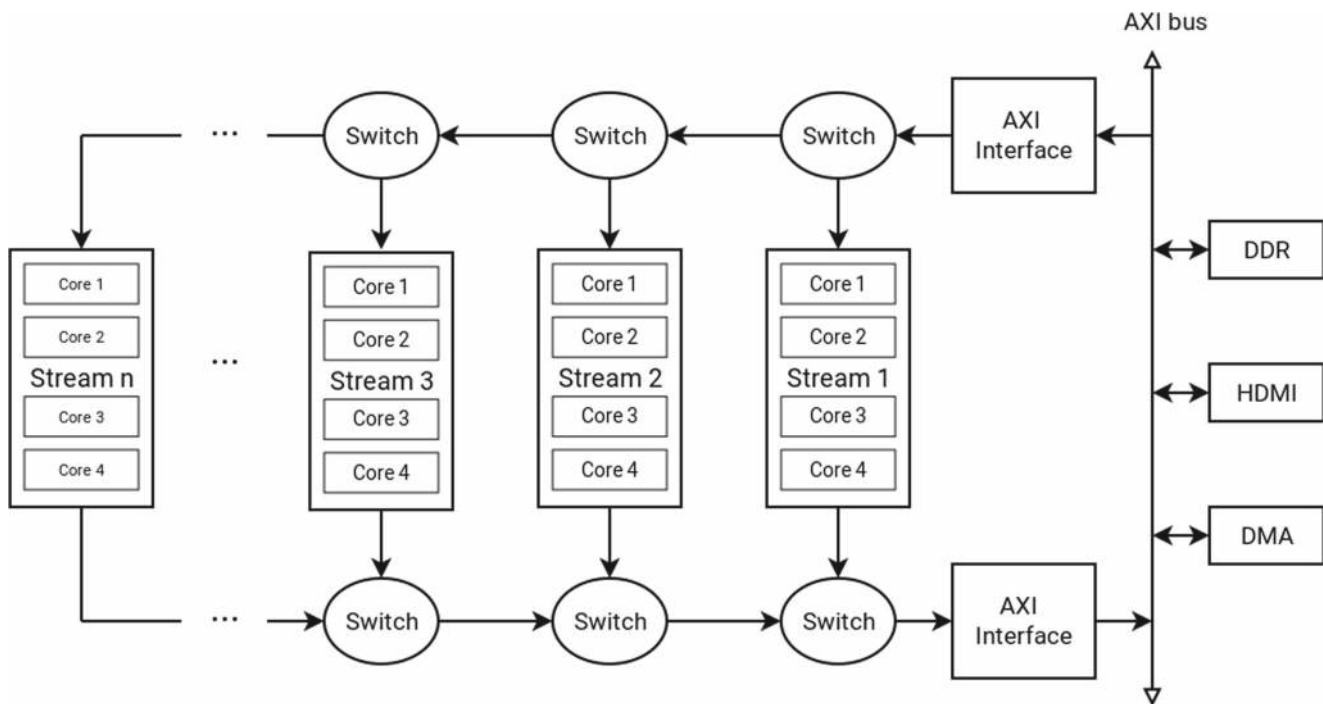 AXI bus
...
Switch
Switch
Switch
AXI
Interface
DDR
HDMI
DMA
Core 1
Core 2
Stream n
Core 3
Core 4
...
Core 1
Core 2
Stream 3
Core 3
Core 4
Core 1
Core 2
Stream 2
Core 3
Core 4
Core 1
Core 2
Stream 1
Core 3
Core 4
...
Switch
Switch
Switch
AXI
Interface